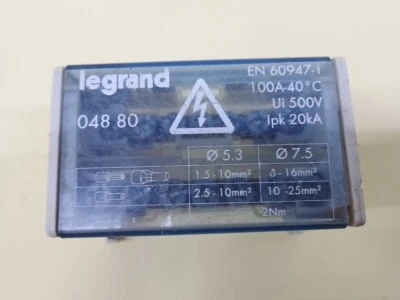 legrand
048 80
EN 60947-1
100A-40°C
Ui 500V
Ipk 20kA
Ø 5.3 Ø 7.5
1.5-10mm² 6-16mm²
2.5-10mm² 10-25mm²
2Nm